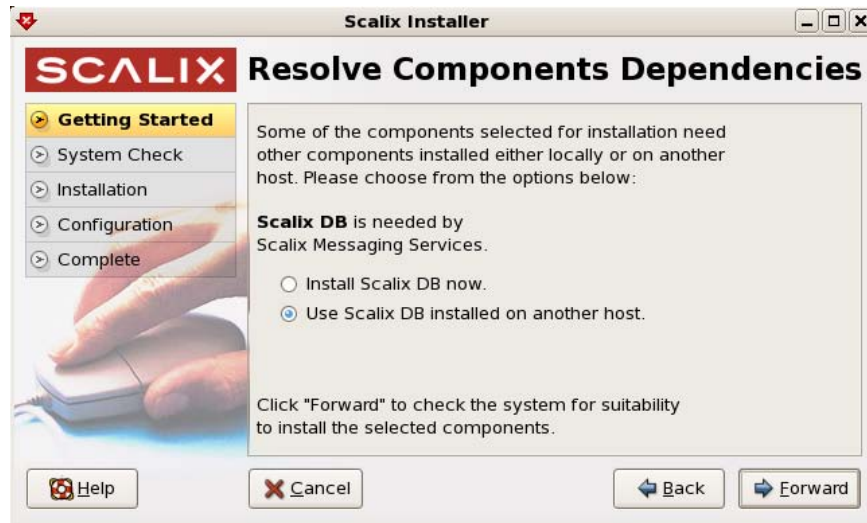 Scalix Installer
SCALIX
Resolve Components Dependencies
Getting Started
System Check
Installation
Configuration
Complete
Some of the components selected for installation need
other components installed either locally or on another
host. Please choose from the options below:
Scalix DB is needed by
Scalix Messaging Services.
Install Scalix DB now.
Use Scalix DB installed on another host.
Click "Forward" to check the system for suitability
to install the selected components.
Help
Cancel
Back
Forward